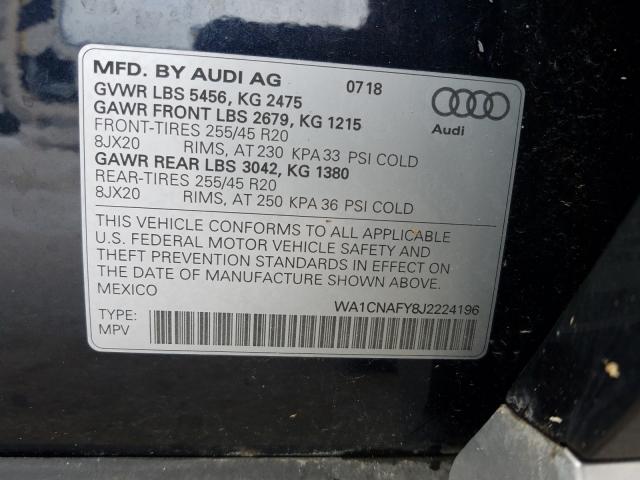 MFD. BY AUDI AG 0718
GVWR LBS 5456, KG 2475
GAWR FRONT LBS 2679, KG 1215
FRONT-TIRES 255/45 R20
8JX20 RIMS, AT 230 KPA 33 PSI COLD
GAWR REAR LBS 3042, KG 1380
REAR-TIRES 255/45 R20
8JX20 RIMS, AT 250 KPA 36 PSI COLD
Audi
THIS VEHICLE CONFORMS TO ALL APPLICABLE
U.S. FEDERAL MOTOR VEHICLE SAFETY AND
THEFT PREVENTION STANDARDS IN EFFECT ON
THE DATE OF MANUFACTURE SHOWN ABOVE.
MEXICO
WA1CNAFY8J2224196
TYPE:
MPV